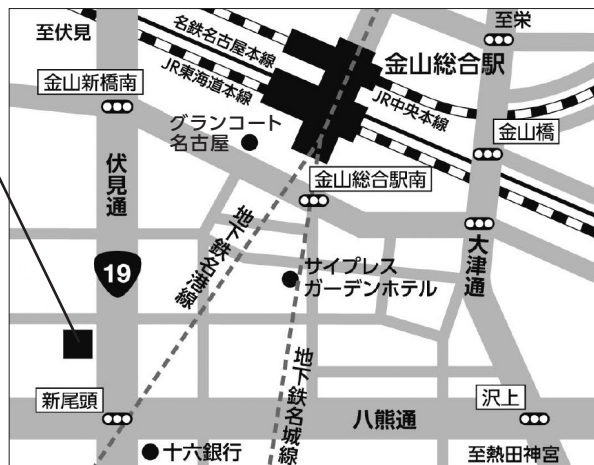 至伏見
名鉄名古屋本線
JR東海道本線
至栄
金山総合駅
JR中央本線
金山新橋南
金山橋
グランコート
名古屋
金山総合駅南
伏見通
地下鉄名港線
大津通
19
サイプレス
ガーデンホテル
地下鉄名城線
新尾頭
八熊通
沢上
十六銀行
至熱田神宮